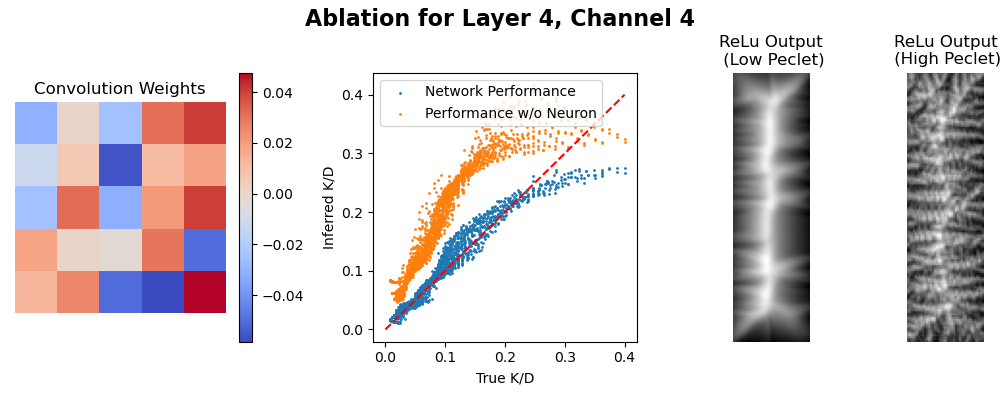 Ablation for Layer 4, Channel 4
Convolution Weights
0.04
0.02
0.00
−0.02
−0.04
Network Performance
Performance w/o Neuron
Inferred K/D
0.4
0.3
0.2
0.1
0.0
0.0 0.1 0.2 0.3 0.4
True K/D
ReLu Output
(Low Peclet)
ReLu Output
(High Peclet)